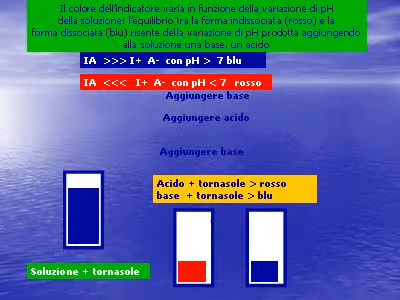 Il colore dell'indicatore varia in funzione della variazione di pH
della soluzione: l'equilibrio tra la forma indissociata (rosso) e la
forma dissociata (blu) risente della variazione di pH prodotta aggiungendo
alla soluzione una base, un acido
IA >>> I+ A- con pH > 7 blu
IA <<< I+ A- con pH < 7 rosso
Aggiungere base
Aggiungere acido
Aggiungere base
Acido + tornasole > rosso
base + tornasole > blu
Soluzione + tornasole